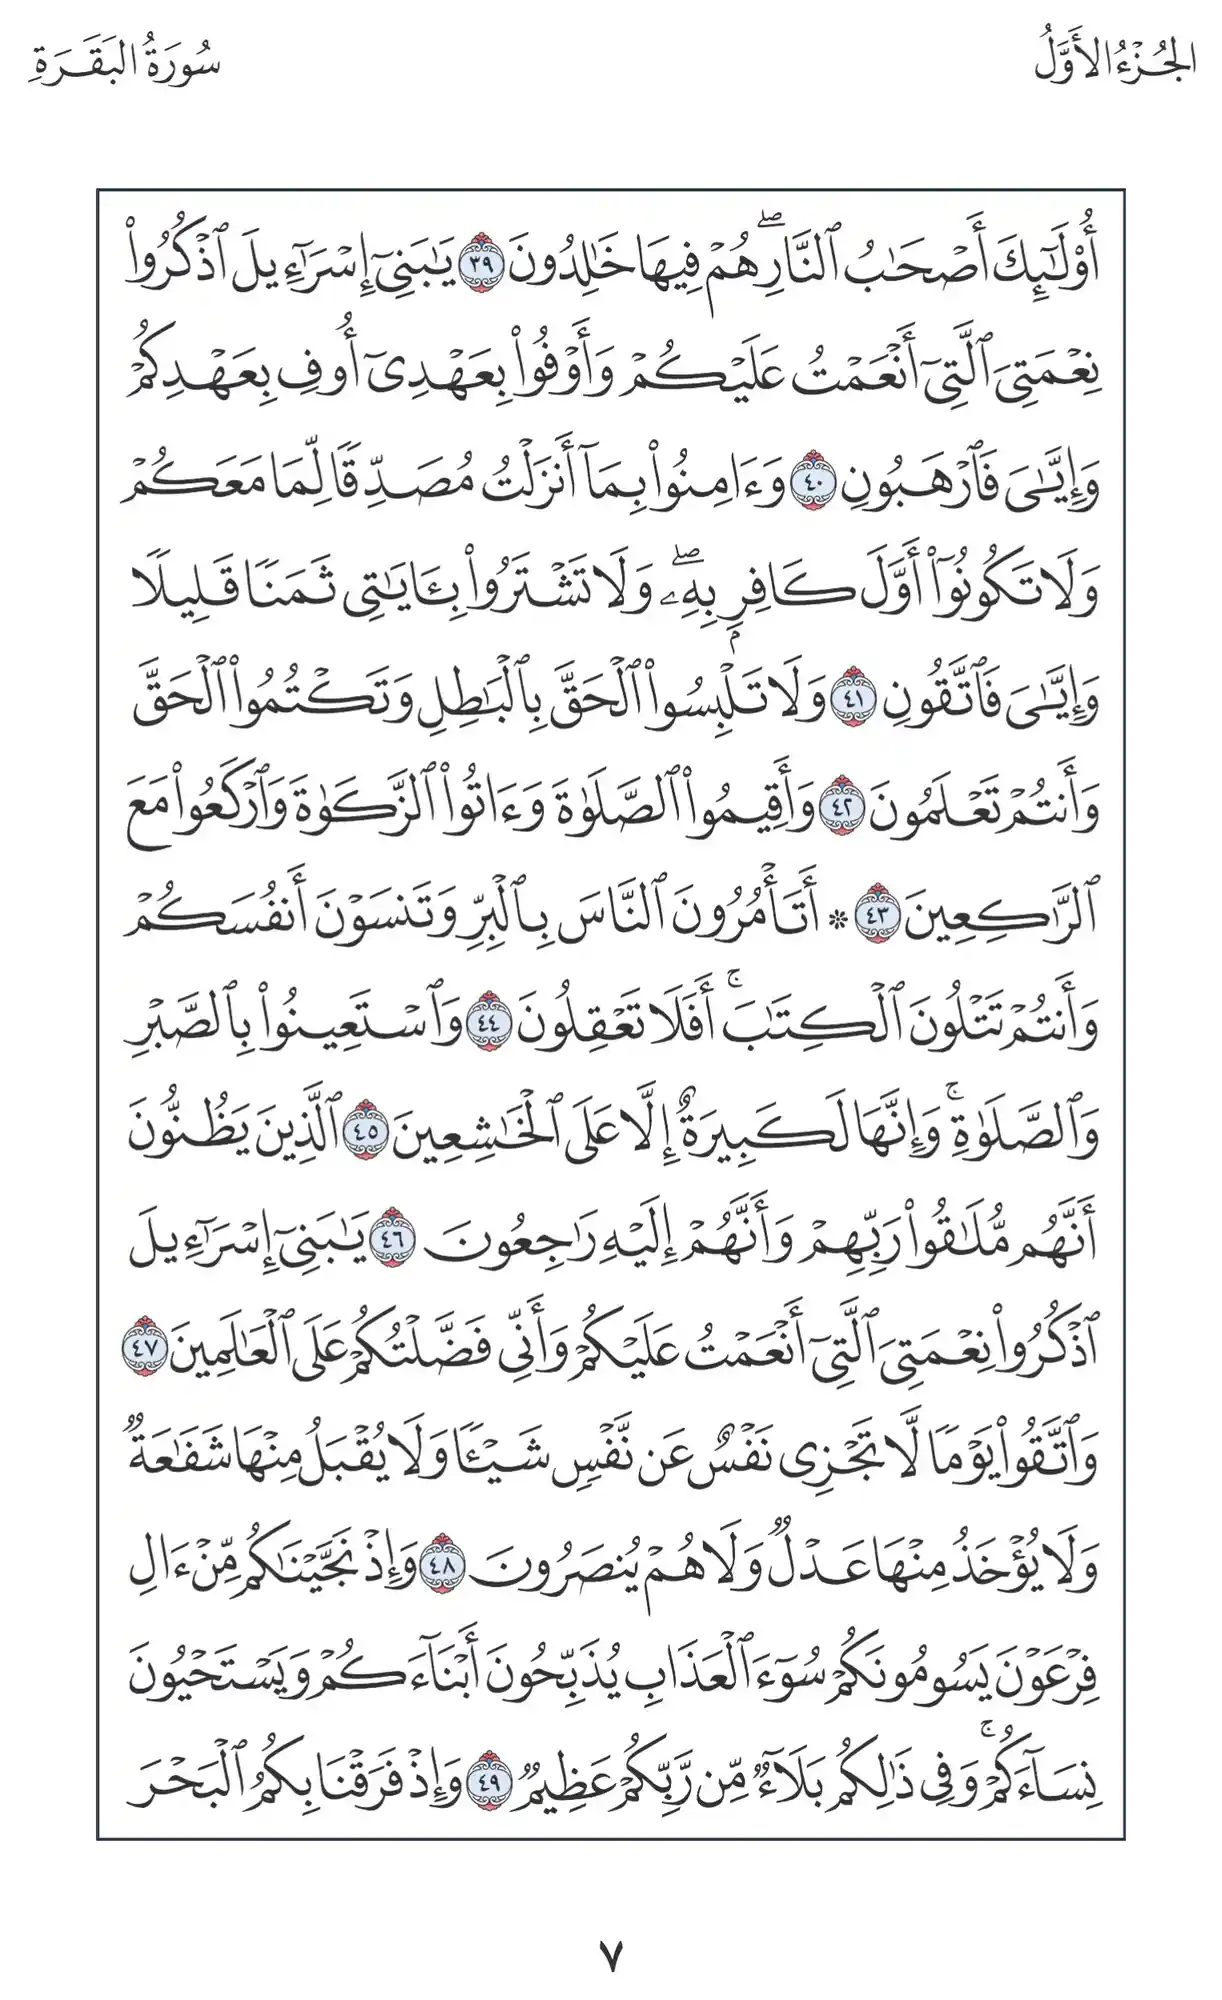 الجُزْءُ الأَوَّلُ
سُورَةُ البَقَرَةِ
أُو۟لَـٰٓئِكَ أَصۡحَـٰبُ ٱلنَّارِۖ هُمۡ فِيهَا خَـٰلِدُونَ ٣٩ يَـٰبَنِىٓ إِسۡرَٰٓءِيلَ ٱذۡكُرُوا۟
نِعۡمَتِىَ ٱلَّتِىٓ أَنۡعَمۡتُ عَلَيۡكُمۡ وَأَوۡفُوا۟ بِعَهۡدِىٓ أُوفِ بِعَهۡدِكُمۡ
وَإِيَّـٰىَ فَٱرۡهَبُونِ ٤٠ وَءَامِنُوا۟ بِمَآ أَنزَلۡتُ مُصَدِّقًا لِّمَا مَعَكُمۡ
وَلَا تَكُونُوٓا۟ أَوَّلَ كَافِرِۭ بِهِۦۖ وَلَا تَشۡتَرُوا۟ بِـَٔايَـٰتِى ثَمَنًا قَلِيلًا
وَإِيَّـٰىَ فَٱتَّقُونِ ٤١ وَلَا تَلۡبِسُوا۟ ٱلۡحَقَّ بِٱلۡبَـٰطِلِ وَتَكۡتُمُوا۟ ٱلۡحَقَّ
وَأَنتُمۡ تَعۡلَمُونَ ٤٢ وَأَقِيمُوا۟ ٱلصَّلَوٰةَ وَءَاتُوا۟ ٱلزَّكَوٰةَ وَٱرۡكَعُوا۟ مَعَ
ٱلرَّٰكِعِينَ ٤٣ ۞ أَتَأۡمُرُونَ ٱلنَّاسَ بِٱلۡبِرِّ وَتَنسَوۡنَ أَنفُسَكُمۡ
وَأَنتُمۡ تَتۡلُونَ ٱلۡكِتَـٰبَۚ أَفَلَا تَعۡقِلُونَ ٤٤ وَٱسۡتَعِينُوا۟ بِٱلصَّبۡرِ
وَٱلصَّلَوٰةِۚ وَإِنَّهَا لَكَبِيرَةٌ إِلَّا عَلَى ٱلۡخَـٰشِعِينَ ٤٥ ٱلَّذِينَ يَظُنُّونَ
أَنَّهُم مُّلَـٰقُوا۟ رَبِّهِمۡ وَأَنَّهُمۡ إِلَيۡهِ رَٰجِعُونَ ٤٦ يَـٰبَنِىٓ إِسۡرَٰٓءِيلَ
ٱذۡكُرُوا۟ نِعۡمَتِىَ ٱلَّتِىٓ أَنۡعَمۡتُ عَلَيۡكُمۡ وَأَنِّى فَضَّلۡتُكُمۡ عَلَى ٱلۡعَـٰلَمِينَ ٤٧
وَٱتَّقُوا۟ يَوۡمًا لَّا تَجۡزِى نَفۡسٌ عَن نَّفۡسٍ شَيۡـًٔا وَلَا يُقۡبَلُ مِنۡهَا شَفَـٰعَةٌ
وَلَا يُؤۡخَذُ مِنۡهَا عَدۡلٌ وَلَا هُمۡ يُنصَرُونَ ٤٨ وَإِذۡ نَجَّيۡنَـٰكُم مِّنۡ ءَالِ
فِرۡعَوۡنَ يَسُومُونَكُمۡ سُوٓءَ ٱلۡعَذَابِ يُذَبِّحُونَ أَبۡنَآءَكُمۡ وَيَسۡتَحۡيُونَ
نِسَآءَكُمۡۚ وَفِى ذَٰلِكُم بَلَآءٌ مِّن رَّبِّكُمۡ عَظِيمٌ ٤٩ وَإِذۡ فَرَقۡنَا بِكُمُ ٱلۡبَحۡرَ
٧